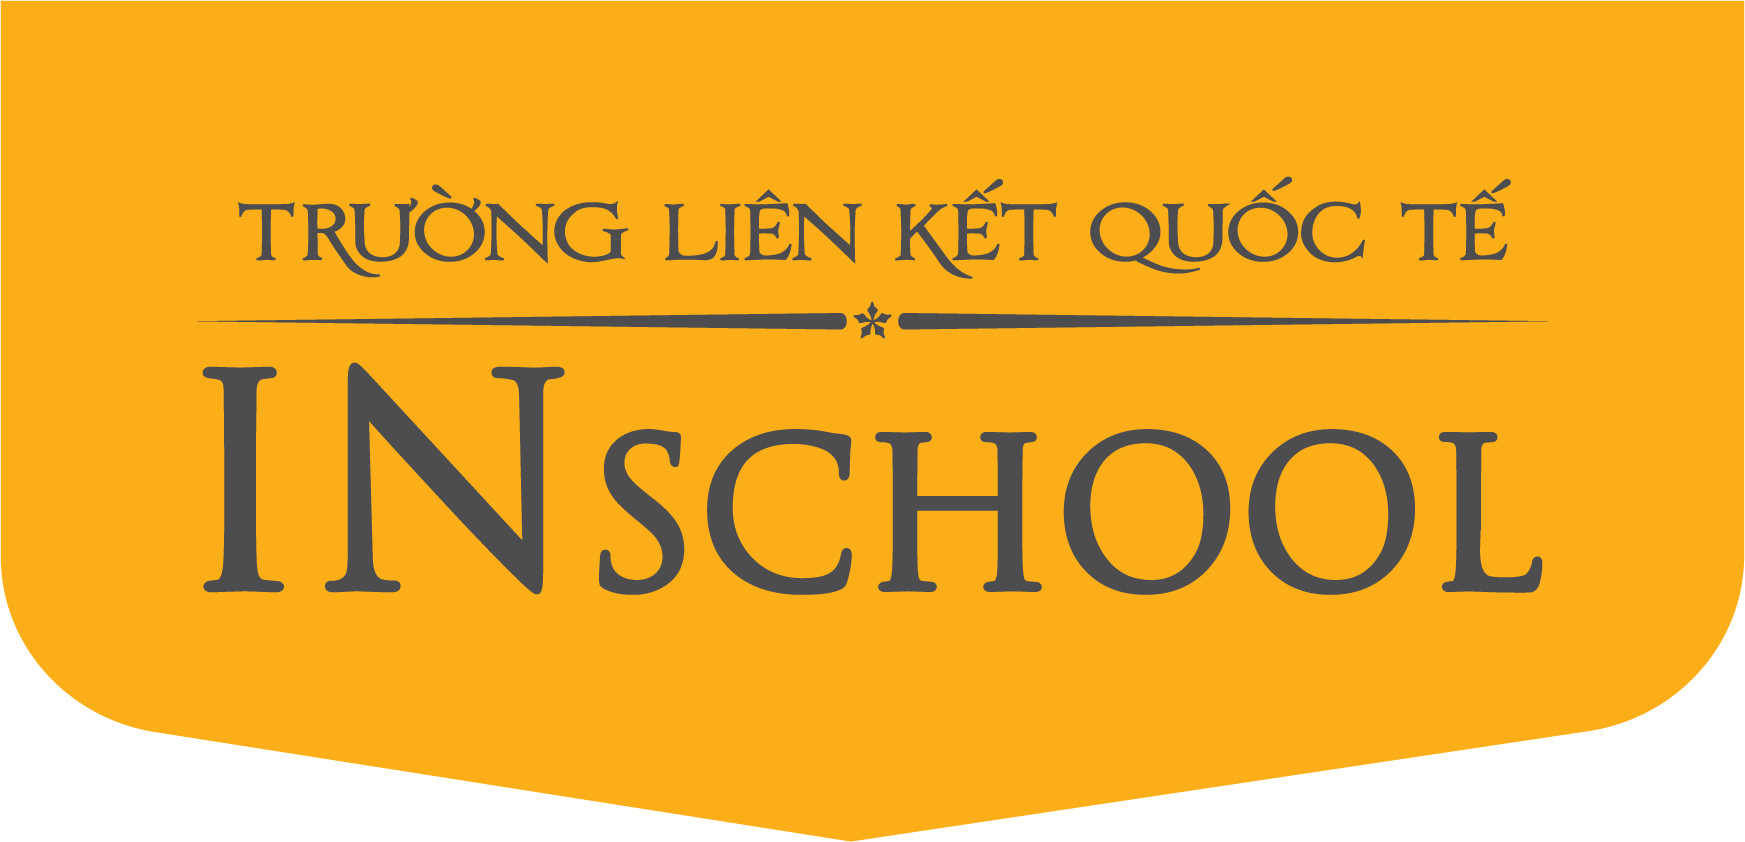 TRƯỜNG LIÊN KẾT QUỐC TẾ
INSCHOOL